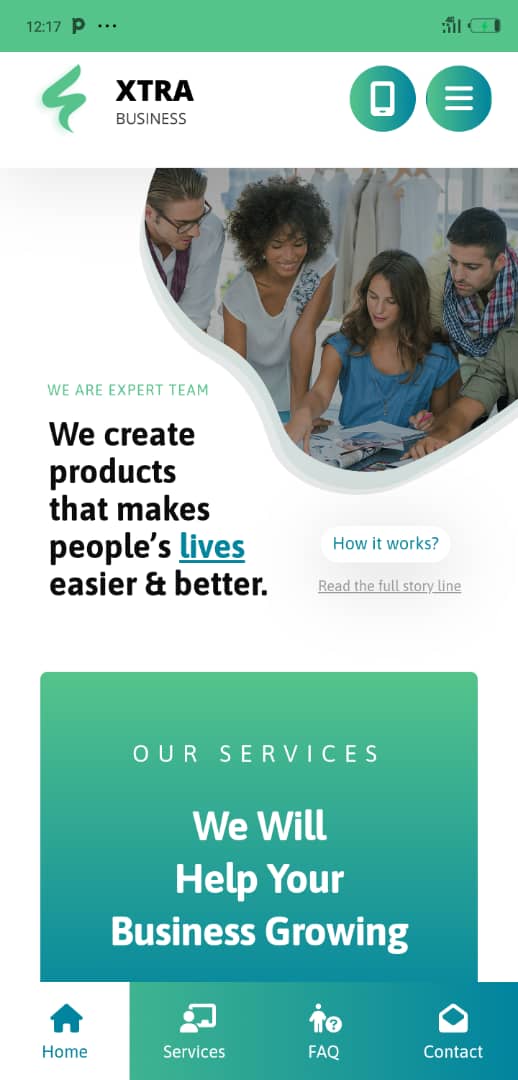 12:17 P ...
4G
XTRA
BUSINESS
WE ARE EXPERT TEAM
We create
products
that makes
people’s lives
easier & better.
How it works?
Read the full story line
OUR SERVICES
We Will
Help Your
Business Growing
Home
Services
FAQ
Contact